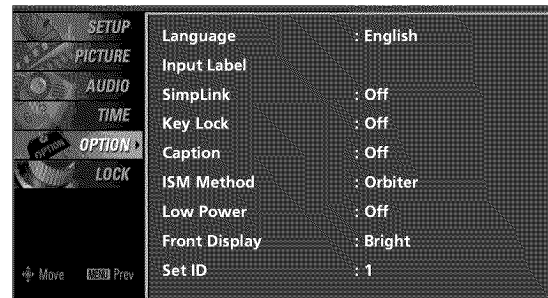 SETUP
PICTURE
AUDIO
TIME
OPTION
OPTION
LOCK
Move MENU Prev
Language : English
Input Label
SimpLink : Off
Key Lock : Off
Caption : Off
ISM Method : Orbiter
Low Power : Off
Front Display : Bright
Set ID : 1